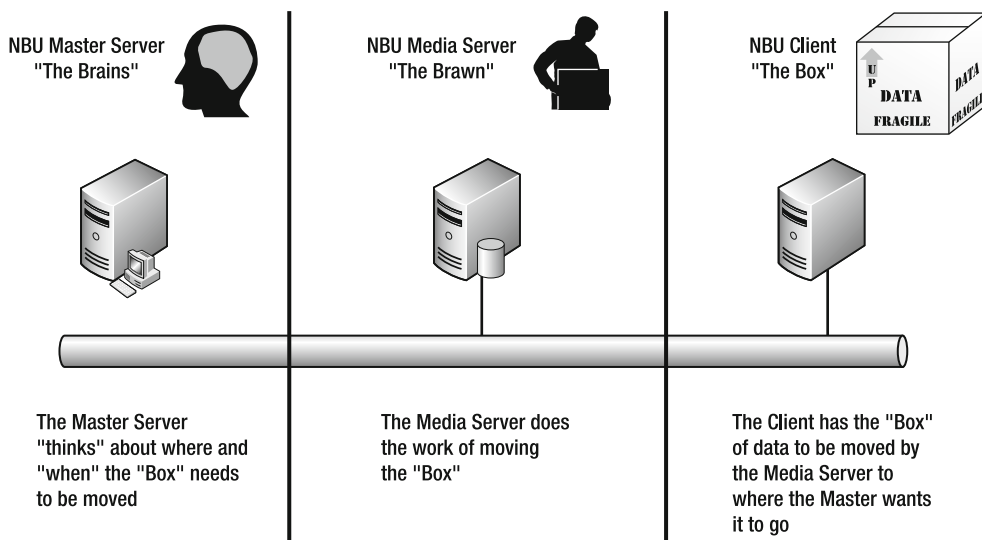 NBU Master Server
"The Brains"
NBU Media Server
"The Brawn"
NBU Client
"The Box"
U
P
DATA
FRAGILE
DATA
FRAGILE
The Master Server
"thinks" about where and
"when" the "Box" needs
to be moved
The Media Server does
the work of moving
the "Box"
The Client has the "Box"
of data to be moved by
the Media Server to
where the Master wants
it to go